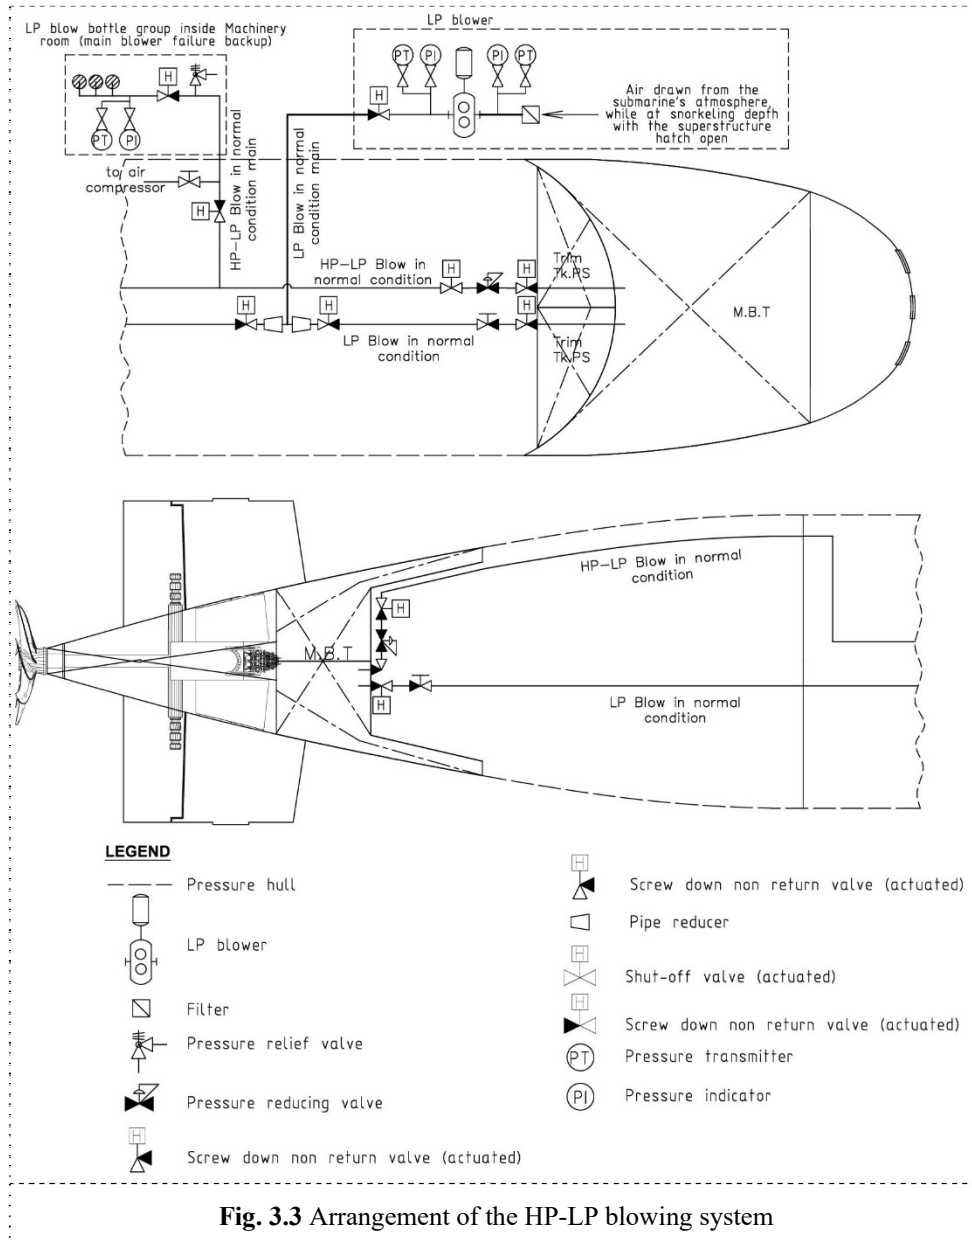 LP blow bottle group inside Machinery
room (main blower failure backup)
H
PT
PI
to air
compressor
H
HP-LP Blow in normal
condition main
LP Blow in normal
condition main
LP blower
H
PT
PI
PI
PT
Air drawn from the
submarine's atmosphere,
while at snorkeling depth
with the superstructure
hatch open
HP-LP Blow in
normal condition
H
H
H
H
H
LP Blow in normal
condition
Trim
Tk.PS
Trim
Tk.PS
M.B.T
HP-LP Blow in normal
condition
H
M.B.T
H
LP Blow in normal
condition
LEGEND
Pressure hull
LP blower
Filter
Pressure relief valve
Pressure reducing valve
H
Screw down non return valve (actuated)
H
Screw down non return valve (actuated)
Pipe reducer
H
Shut-off valve (actuated)
H
Screw down non return valve (actuated)
PT
Pressure transmitter
PI
Pressure indicator
Fig. 3.3 Arrangement of the HP-LP blowing system